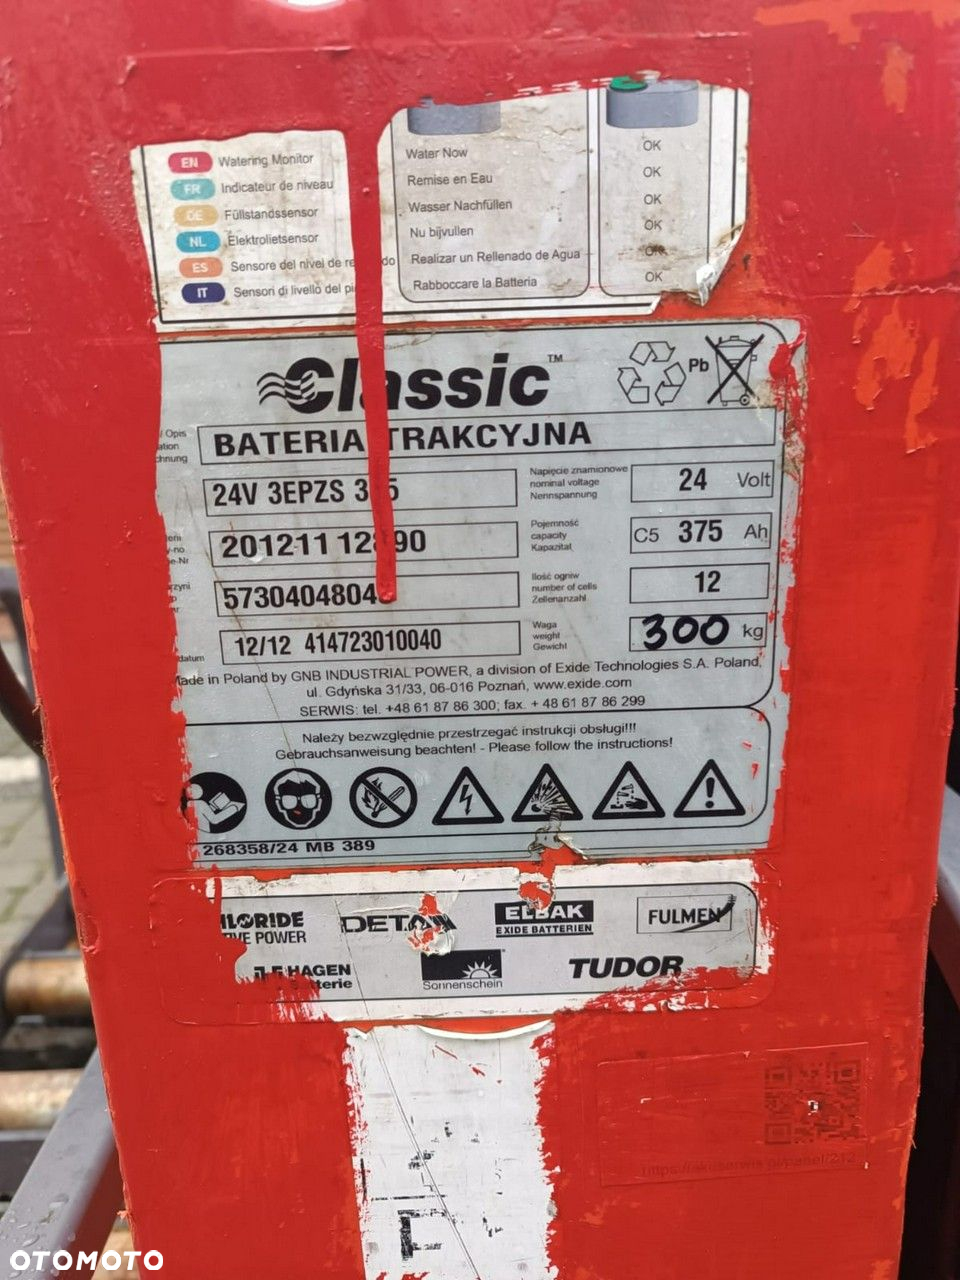 EN Watering Monitor
FR Indicateur de niveau
DE Füllstandssensor
NL Elektrolietsensor
ES Sensore del nivel de
IT Sensori di livello del
Water Now OK
Remise en Eau OK
Wasser Nachfüllen OK
Nu bijvullen OK
Realizar un Rellenado de Agua OK
Rabboccare la Batteria OK
Classic™
Pb
Opis
BATERIA TRAKCYJNA
24V 3EPZS
Napięcie znamionowe
nominal voltage
Nennspannung
24 Volt
201211
Pojemność
capacity
Kapazität
C5 375 Ah
Ilość ogniw
number of cells
Zellenanzahl
12
datum
12/12 414723010040
Waga
weight
Gewicht
300 kg
Made in Poland by GNB INDUSTRIAL POWER, a division of Exide Technologies S.A. Poland,
ul. Gdyńska 31/33, 06-016 Poznań, www.exide.com
SERWIS: tel. +48 61 87 86 300; fax. + 48 61 87 86 299
Należy bezwzględnie przestrzegać instrukcji obsługi!!!
Gebrauchsanweisung beachten! - Please follow the instructions!
268358/24 MB 389
POWER
DETA
ELBAK
EXIDE BATTERIEN
FULMEN
HAGEN
Sonnenschein
TUDOR
OTOMOTO